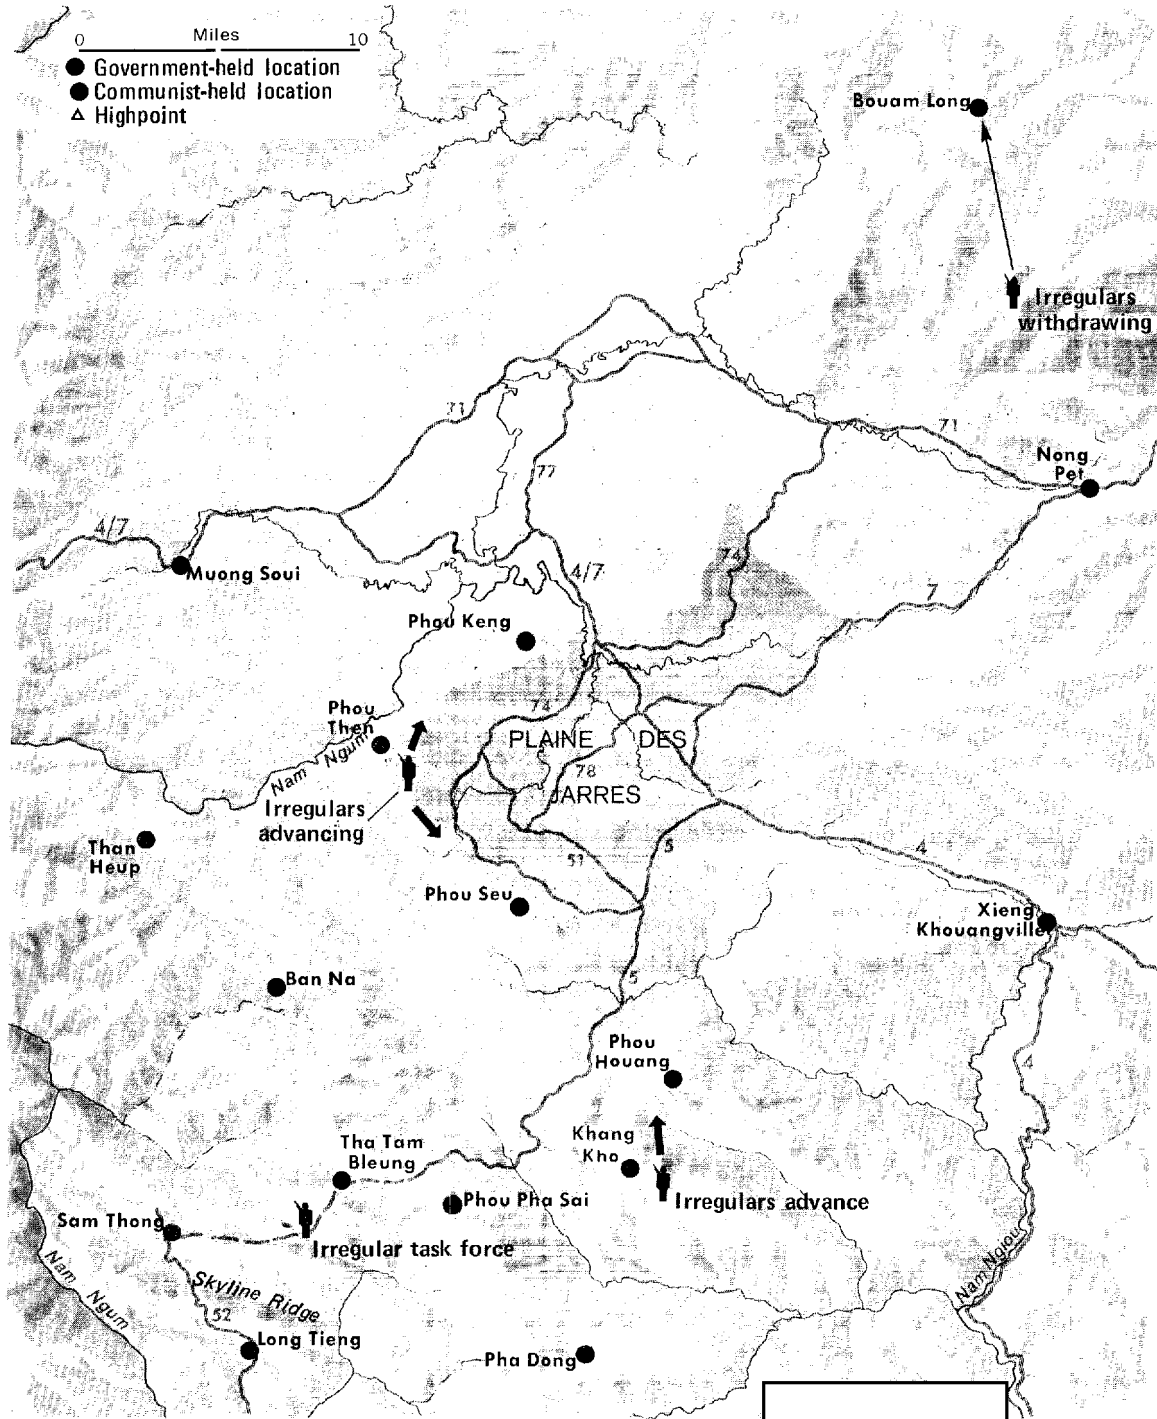 0 Miles 10
Government-held location
Communist-held location
Highpoint
Bouam Long
Irregulars
withdrawing
71
71
Nong
Pet
77
4/7
Muong Soui
4/7
74
7
Phou Keng
Phou
Then
74
PLAINE DES
JARRES
78
Nam Ngum
Irregulars
advancing
Than
Heup
51
5
4
Phou Seu
Xieng
Khouangville
Ban Na
5
Phou
Houang
4
Khang
Kho
Tha Tam
Bleung
Phou Pha Sai
Irregulars advance
Sam Thong
Irregular task force
Nam Ngiou
Nam Ngum
Skyline Ridge
52
Long Tieng
Pha Dong